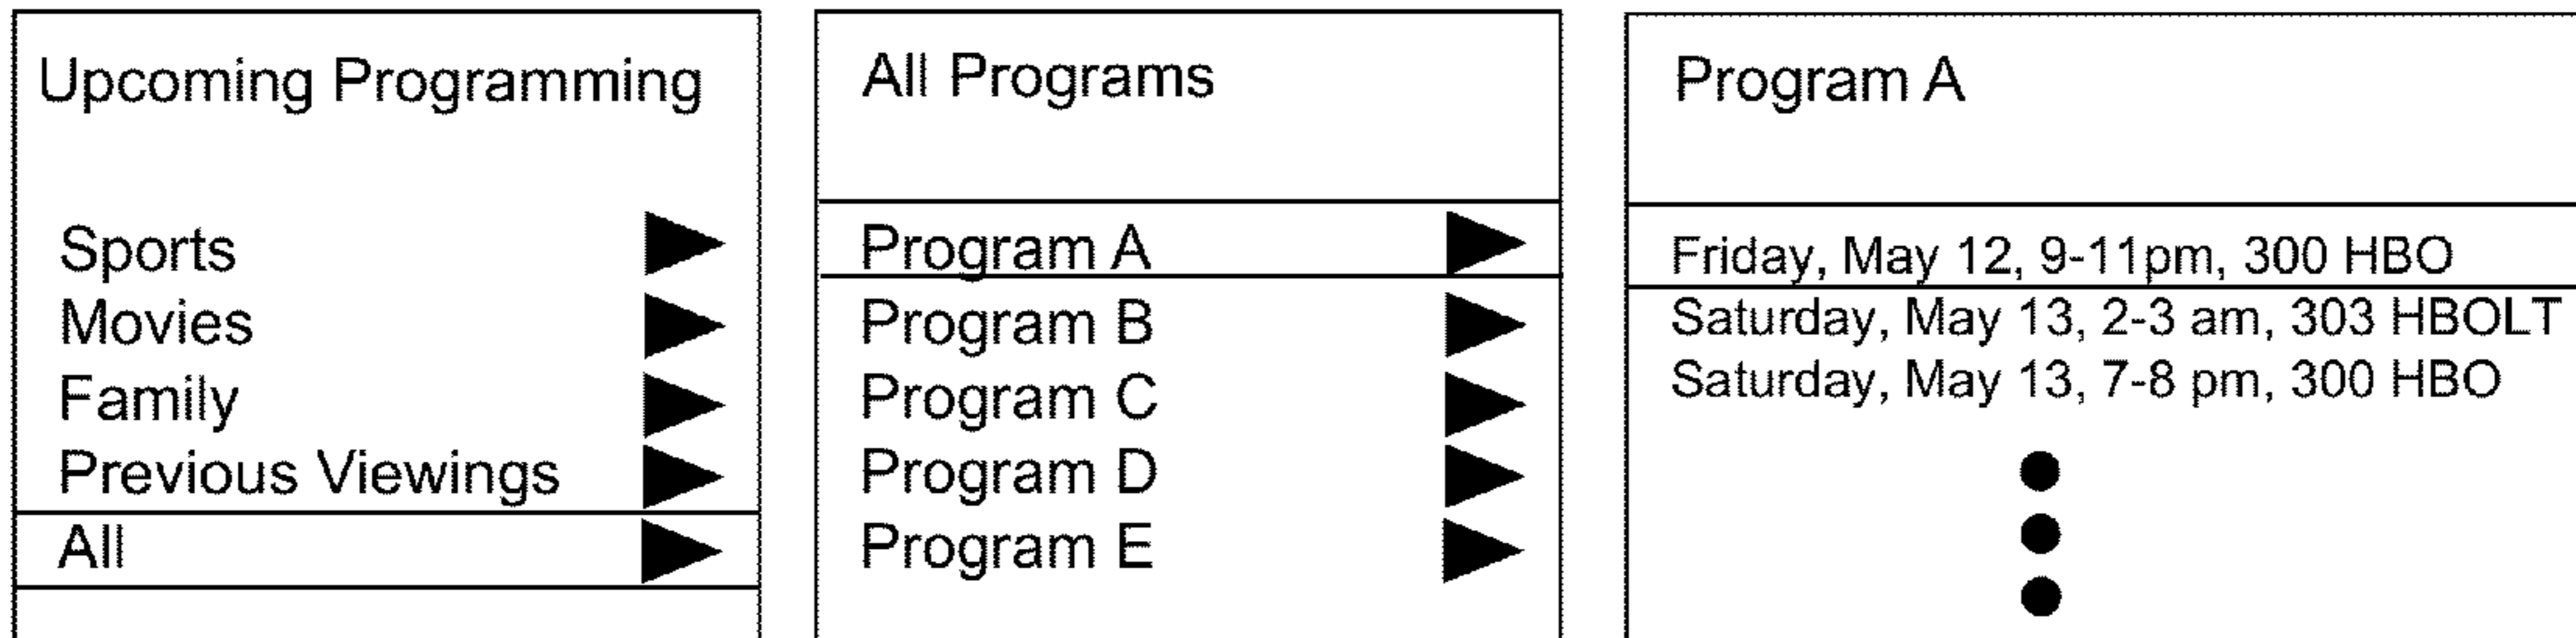 Upcoming Programming
Sports
Movies
Family
Previous Viewings
All
All Programs
Program A
Program B
Program C
Program D
Program E
Program A
Friday, May 12, 9-11pm, 300 HBO
Saturday, May 13, 2-3 am, 303 HBOLT
Saturday, May 13, 7-8 pm, 300 HBO